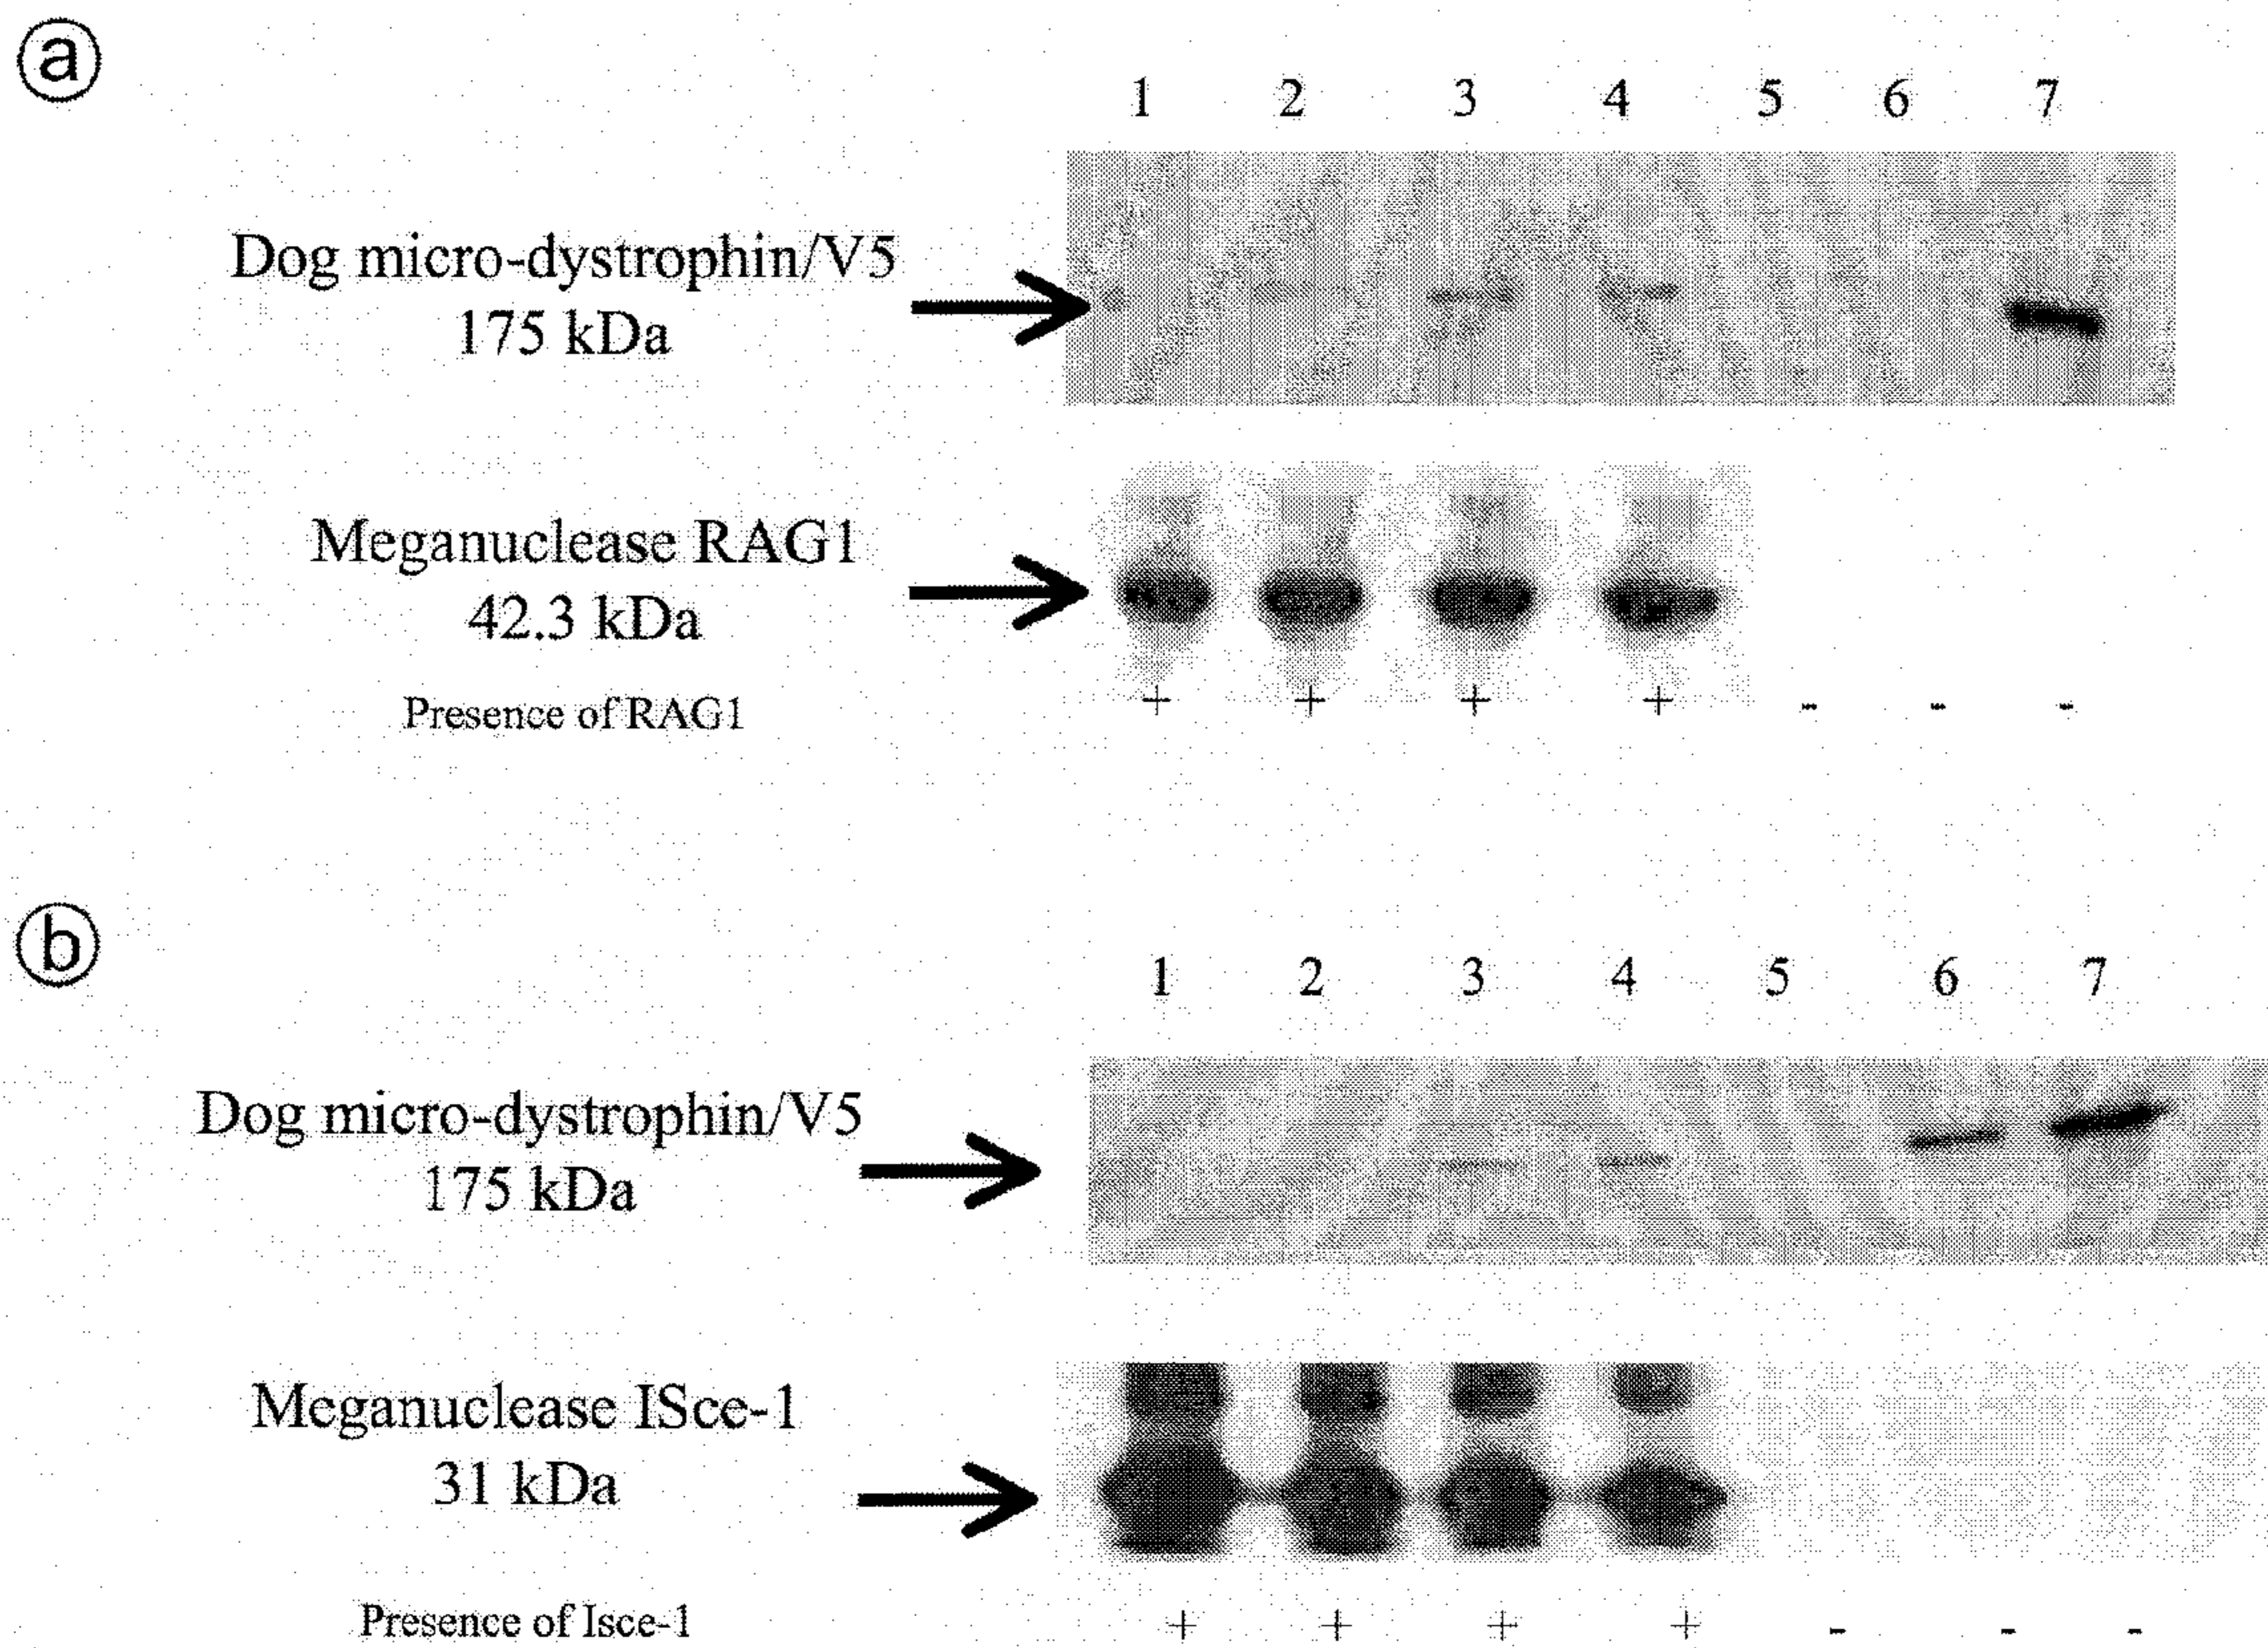 a
1 2 3 4 5 6 7
Dog micro-dystrophin/V5
175 kDa
Meganuclease RAG1
42.3 kDa
Presence of RAG1 + + + + - - -
b
1 2 3 4 5 6 7
Dog micro-dystrophin/V5
175 kDa
Meganuclease ISce-1
31 kDa
Presence of Isce-1 + + + + - - -